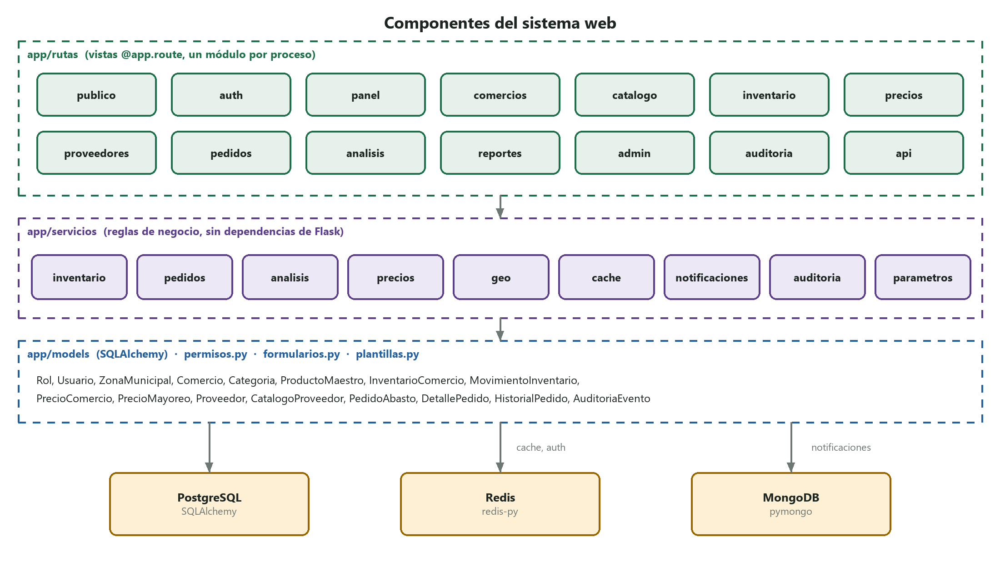 Componentes del sistema web
app/rutas (vistas @app.route, un módulo por proceso)
publico auth panel comercios catalogo inventario precios
proveedores pedidos analisis reportes admin auditoria api
app/servicios (reglas de negocio, sin dependencias de Flask)
inventario pedidos analisis precios geo cache notificaciones auditoria parametros
app/models (SQLAlchemy) · permisos.py · formularios.py · plantillas.py
Rol, Usuario, ZonaMunicipal, Comercio, Categoria, ProductoMaestro, InventarioComercio, MovimientoInventario,
PrecioComercio, PrecioMayoreo, Proveedor, CatalogoProveedor, PedidoAbasto, DetallePedido, HistorialPedido, AuditoriaEvento
cache, auth notificaciones
PostgreSQL Redis MongoDB
SQLAlchemy redis-py pymongo